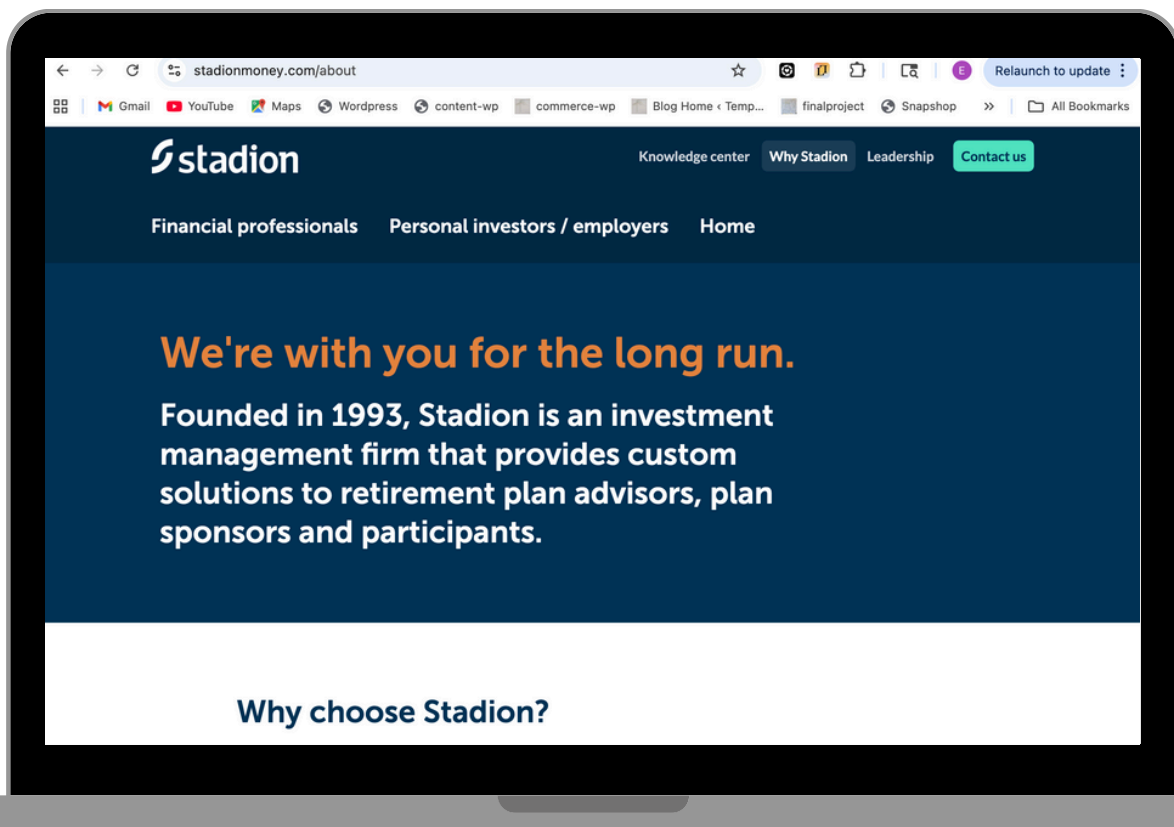 stadionmoney.com/about
E
Relaunch to update
Gmail
YouTube
Maps
Wordpress
content-wp
commerce-wp
Blog Home ‹ Temp...
finalproject
Snapshop
»
All Bookmarks
stadion
Knowledge center
Why Stadion
Leadership
Contact us
Financial professionals
Personal investors / employers
Home
We're with you for the long run.
Founded in 1993, Stadion is an investment
management firm that provides custom
solutions to retirement plan advisors, plan
sponsors and participants.
Why choose Stadion?